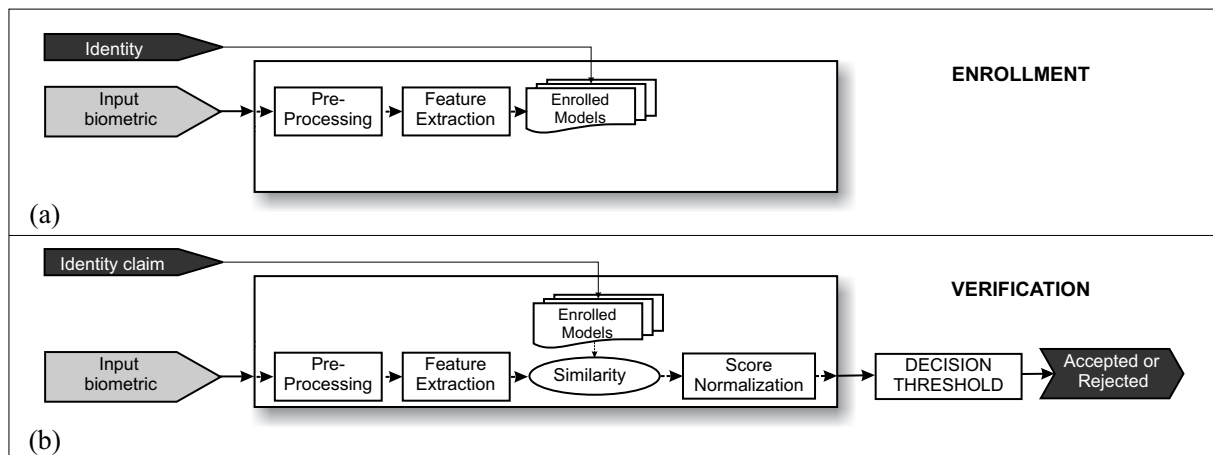 Identity
ENROLLMENT
Input
biometric
Pre-
Processing
Feature
Extraction
Enrolled
Models
(a)
Identity claim
VERIFICATION
Enrolled
Models
Input
biometric
Pre-
Processing
Feature
Extraction
Similarity
Score
Normalization
DECISION
THRESHOLD
Accepted or
Rejected
(b)